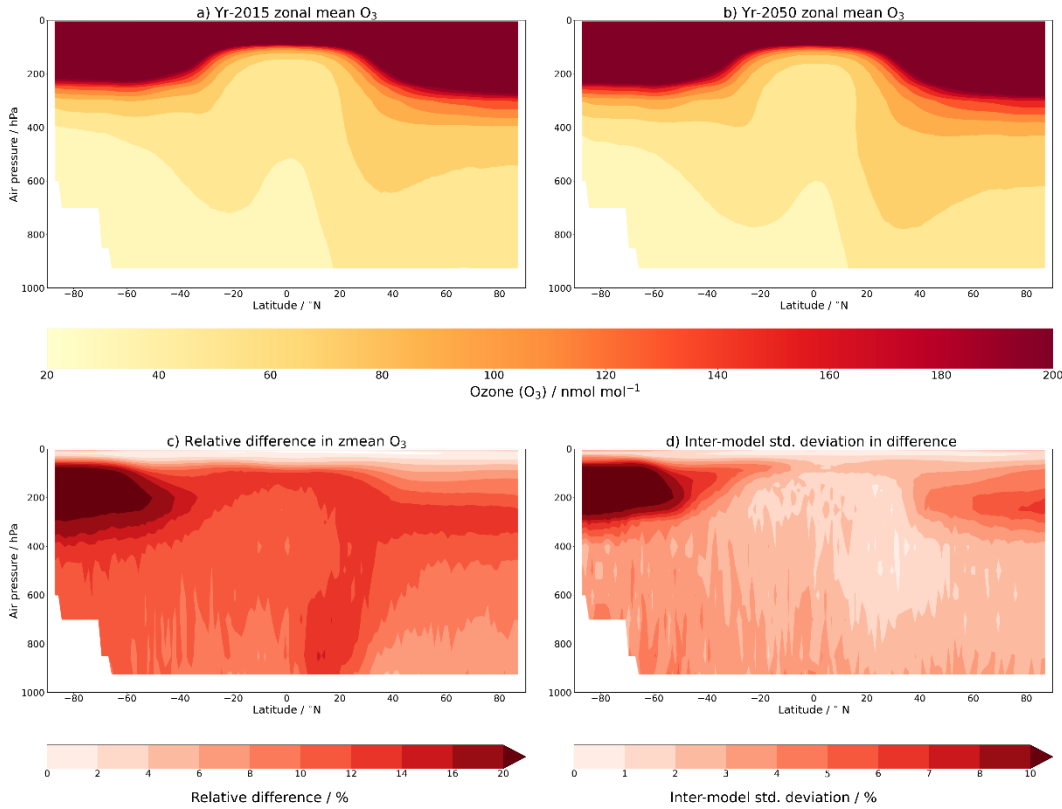 a) Yr-2015 zonal mean O₃
b) Yr-2050 zonal mean O₃
0
200
400
600
800
1000
Air pressure / hPa
−80 −60 −40 −20 0 20 40 60 80
−80 −60 −40 −20 0 20 40 60 80
Latitude / ˚N
Latitude / ˚N
0
200
400
600
800
1000
20 40 60 80 100 120 140 160 180 200
Ozone (O₃) / nmol mol⁻¹
c) Relative difference in zmean O₃
d) Inter-model std. deviation in difference
0
200
400
600
800
1000
Air pressure / hPa
−80 −60 −40 −20 0 20 40 60 80
−80 −60 −40 −20 0 20 40 60 80
Latitude / ˚N
Latitude / ˚N
0
200
400
600
800
1000
0 2 4 6 8 10 12 14 16 20
0 1 2 3 4 5 6 7 8 10
Relative difference / %
Inter-model std. deviation / %